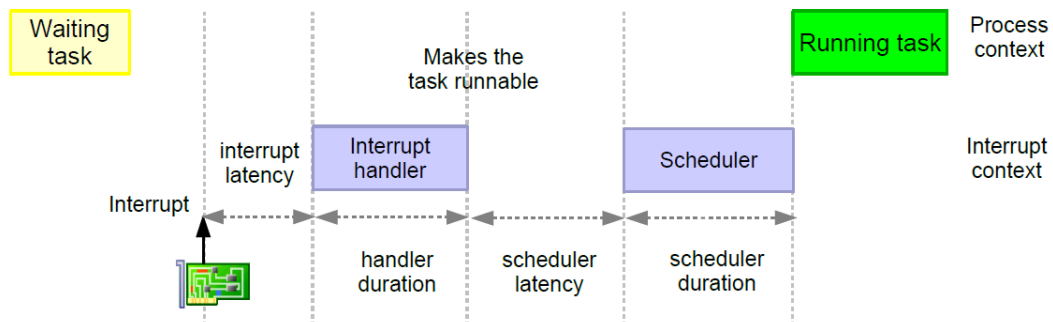 Waiting
task
Makes the
task runnable
Running task
Process
context
interrupt
latency
Interrupt
handler
Scheduler
Interrupt
context
Interrupt
handler
duration
scheduler
latency
scheduler
duration